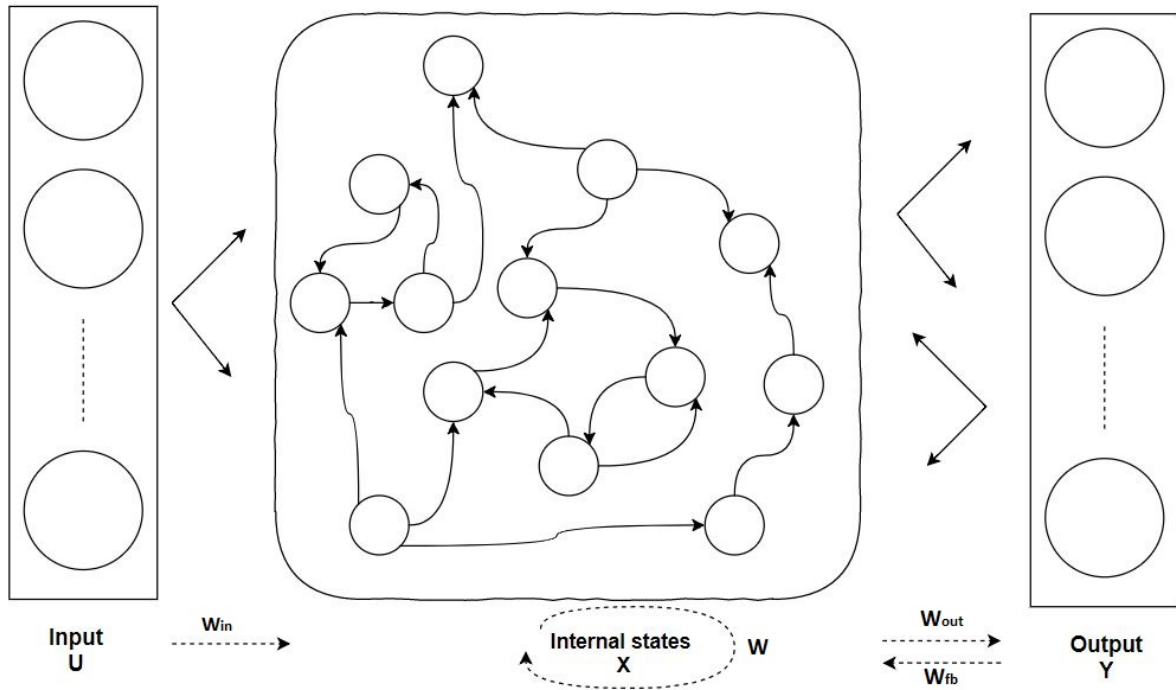 Input
U
Win
Internal states
X
W
Wout
Wfb
Output
Y